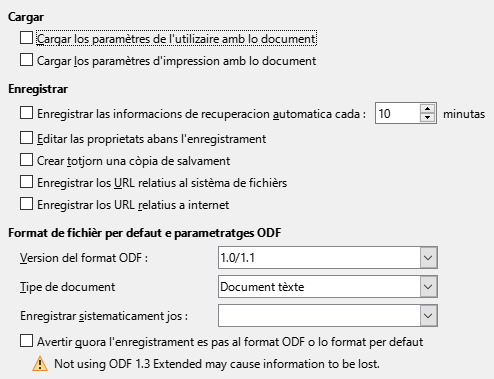 Cargar
Cargar los paramètres de l'utilizaire amb lo document
Cargar los paramètres d'impression amb lo document
Enregistrar
Enregistrar las informacions de recuperacion automatica cada : 10 minutas
Editar las proprietats abans l'enregistrament
Crear totjorn una còpia de salvament
Enregistrar los URL relatius al sistèma de fichièrs
Enregistrar los URL relatius a internet
Format de fichièr per defaut e parametratges ODF
Version del format ODF : 1.0/1.1
Tipe de document Document tèxte
Enregistrar sistematicament jos :
Avertir quora l'enregistrament es pas al format ODF o lo format per defaut
Not using ODF 1.3 Extended may cause information to be lost.